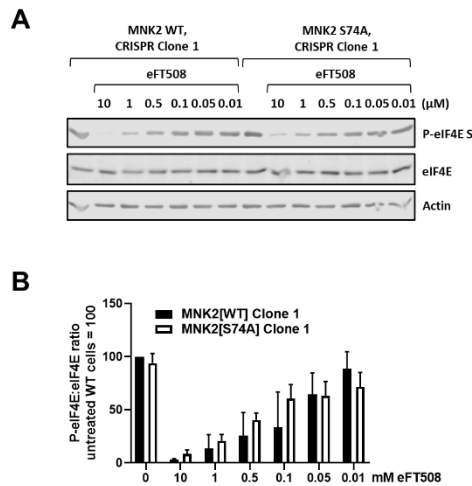 A
MNK2 WT, MNK2 S74A,
CRISPR Clone 1 CRISPR Clone 1
eFT508 eFT508
10 1 0.5 0.1 0.05 0.01 10 1 0.5 0.1 0.05 0.01 (μM)
P-eIF4E S
eIF4E
Actin
B
P-eIF4E:eIF4E ratio
untreated WT cells = 100
150
100
50
0
MNK2[WT] Clone 1
MNK2[S74A] Clone 1
0 10 1 0.5 0.1 0.05 0.01 mM eFT508